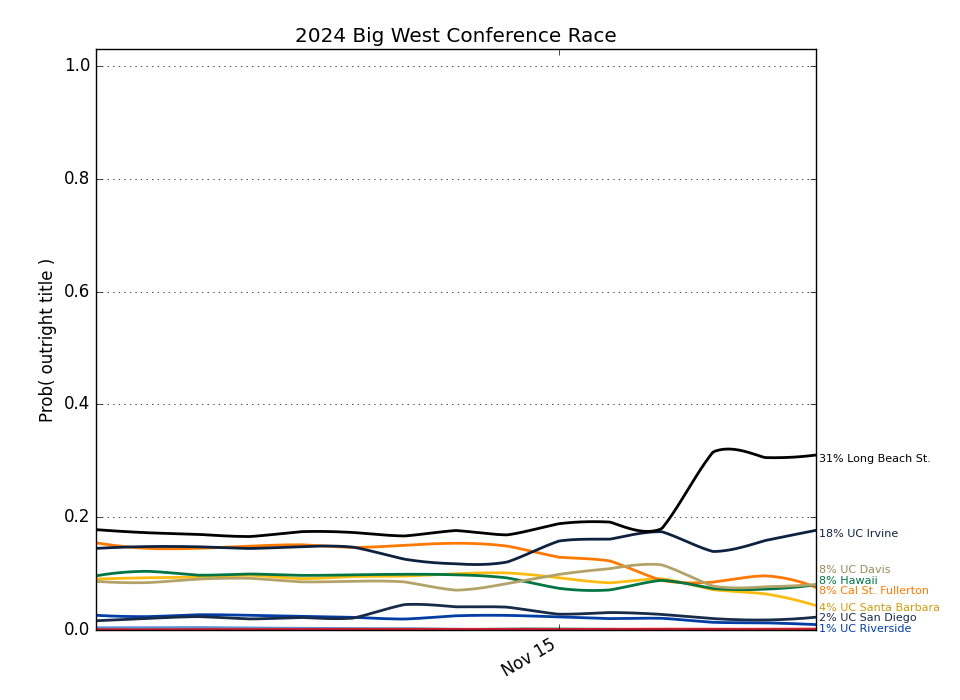 2024 Big West Conference Race
Prob( outright title )
1.0
0.8
0.6
0.4
0.2
0.0
Nov 15
31% Long Beach St.
18% UC Irvine
8% UC Davis
8% Hawaii
8% Cal St. Fullerton
4% UC Santa Barbara
2% UC San Diego
1% UC Riverside